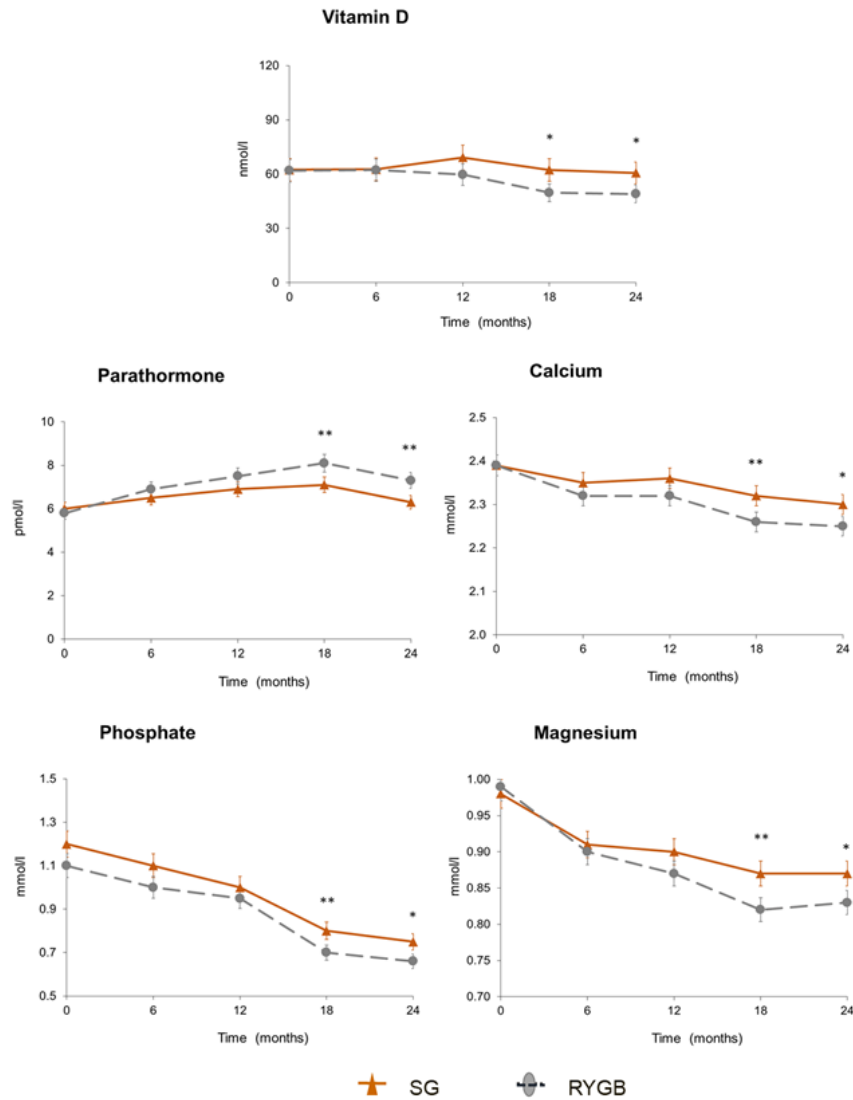 Vitamin D
120
90
60
30
0
nmol/l
* *
0 6 12 18 24
Time (months)
Parathormone
10
8
6
4
2
0
pmol/l
** **
0 6 12 18 24
Time (months)
Calcium
2.5
2.4
2.3
2.2
2.1
2.0
mmol/l
** *
0 6 12 18 24
Time (months)
Phosphate
1.5
1.3
1.1
0.9
0.7
0.5
mmol/l
** *
0 6 12 18 24
Time (months)
Magnesium
1.00
0.95
0.90
0.85
0.80
0.75
0.70
mmol/l
** *
0 6 12 18 24
Time (months)
SG RYGB